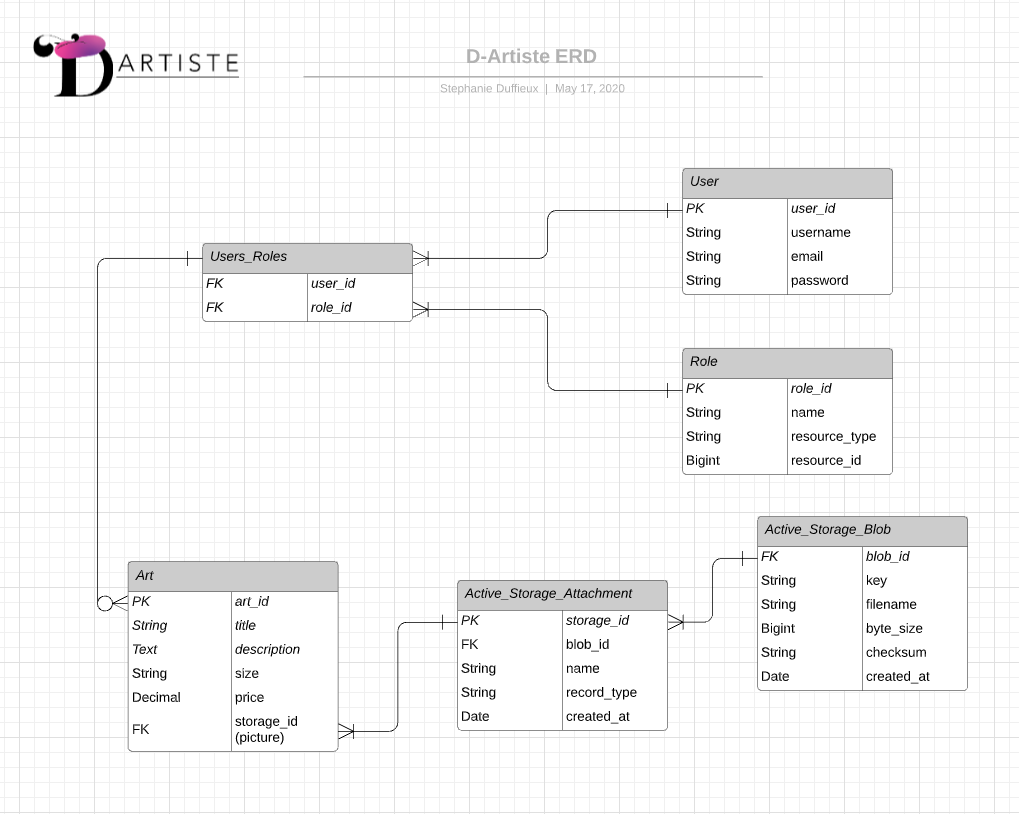 DARTISTE
D-Artiste ERD
Stephanie Duffieux | May 17, 2020
User
PK user_id
String username
String email
String password
Users_Roles
FK user_id
FK role_id
Role
PK role_id
String name
String resource_type
Bigint resource_id
Active_Storage_Blob
FK blob_id
String key
String filename
Bigint byte_size
String checksum
Date created_at
Art
PK art_id
String title
Text description
String size
Decimal price
FK storage_id
(picture)
Active_Storage_Attachment
PK storage_id
FK blob_id
String name
String record_type
Date created_at